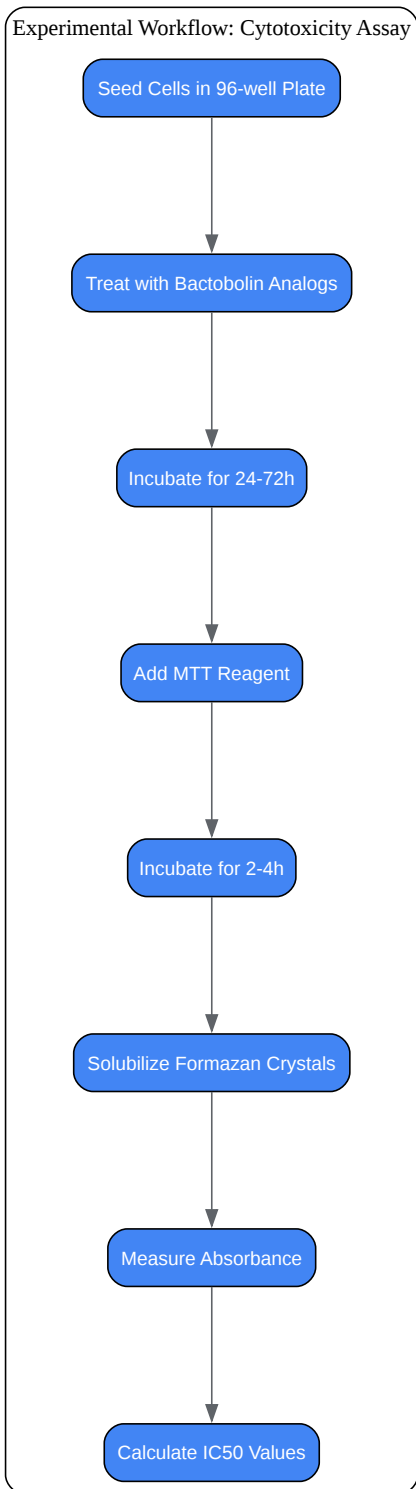 Experimental Workflow: Cytotoxicity Assay
Seed Cells in 96-well Plate
Treat with Bactobolin Analogs
Incubate for 24-72h
Add MTT Reagent
Incubate for 2-4h
Solubilize Formazan Crystals
Measure Absorbance
Calculate IC50 Values